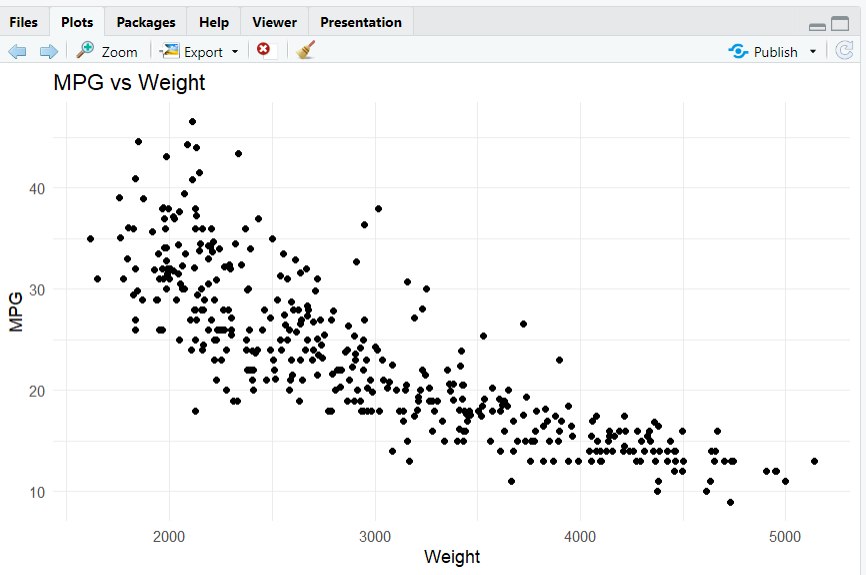 Files Plots Packages Help Viewer Presentation
Zoom Export Publish
MPG vs Weight
40
30
20
10
MPG
2000 3000 4000 5000
Weight